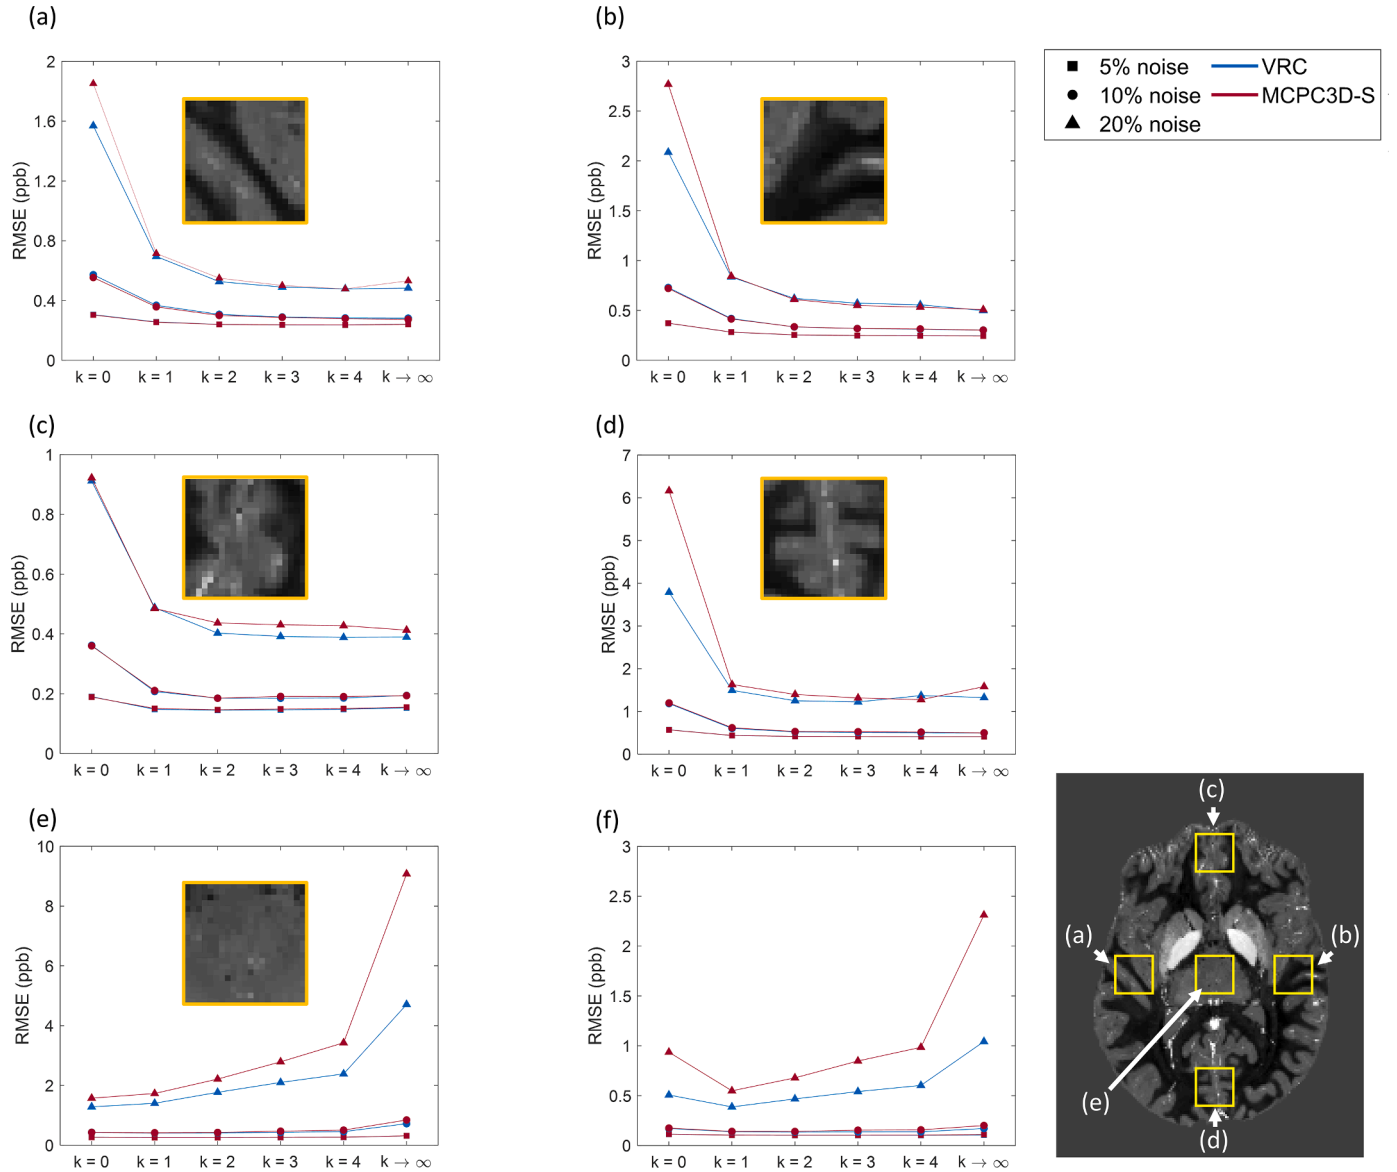 (a)
RMSE (ppb)
2
1.6
1.2
0.8
0.4
0
k = 0 k = 1 k = 2 k = 3 k = 4 k → ∞
(b)
RMSE (ppb)
3
2.5
2
1.5
1
0.5
0
k = 0 k = 1 k = 2 k = 3 k = 4 k → ∞
5% noise VRC
10% noise MCPC3D-S
20% noise
(c)
RMSE (ppb)
1
0.8
0.6
0.4
0.2
0
k = 0 k = 1 k = 2 k = 3 k = 4 k → ∞
(d)
RMSE (ppb)
7
6
5
4
3
2
1
0
k = 0 k = 1 k = 2 k = 3 k = 4 k → ∞
(e)
RMSE (ppb)
10
8
6
4
2
0
k = 0 k = 1 k = 2 k = 3 k = 4 k → ∞
(f)
RMSE (ppb)
3
2.5
2
1.5
1
0.5
0
k = 0 k = 1 k = 2 k = 3 k = 4 k → ∞
(c)
(a) (b)
(e)
(d)